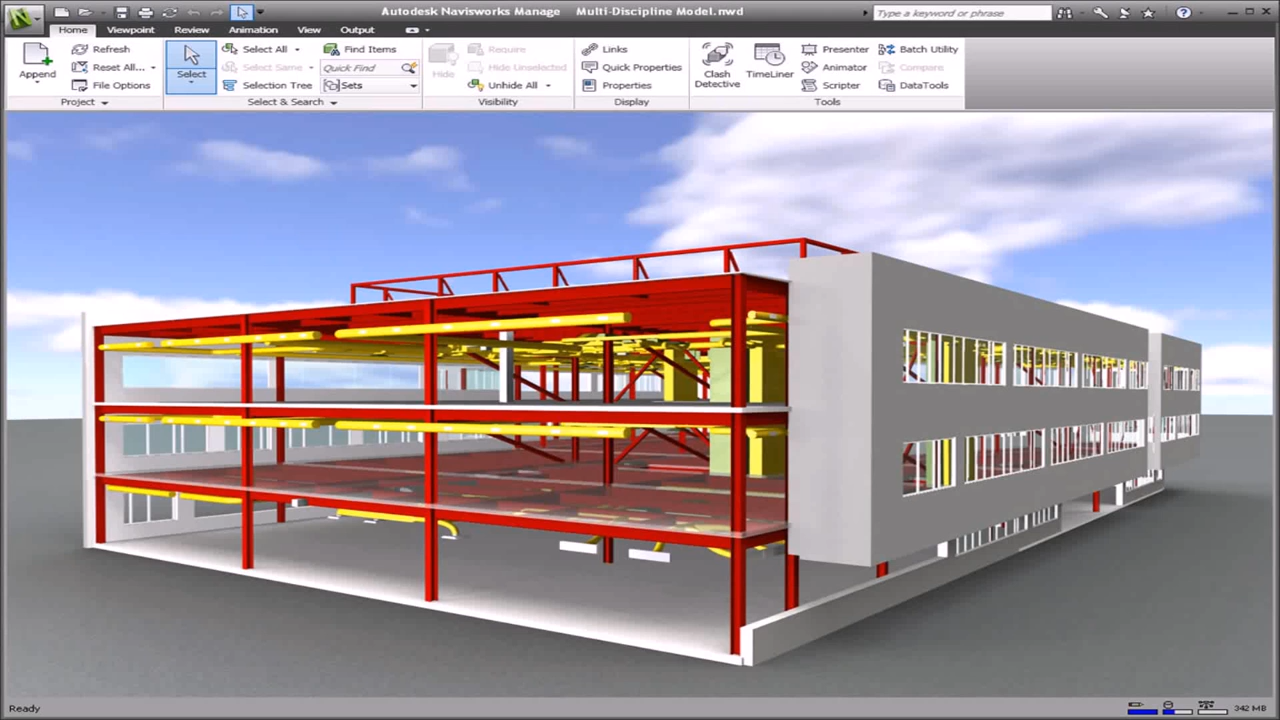 Autodesk Navisworks Manage Multi-Discipline Model.nwd
Type a keyword or phrase
Home Viewpoint Review Animation View Output
Append
Refresh
Reset All...
File Options
Project
Select
Select All
Select Same
Selection Tree
Find Items
Quick Find
Sets
Select & Search
Hide
Require
Hide Unselected
Unhide All
Visibility
Links
Quick Properties
Properties
Display
Clash Detective
TimeLiner
Presenter
Animator
Scripter
Batch Utility
Compare
DataTools
Tools
Ready
342 MB